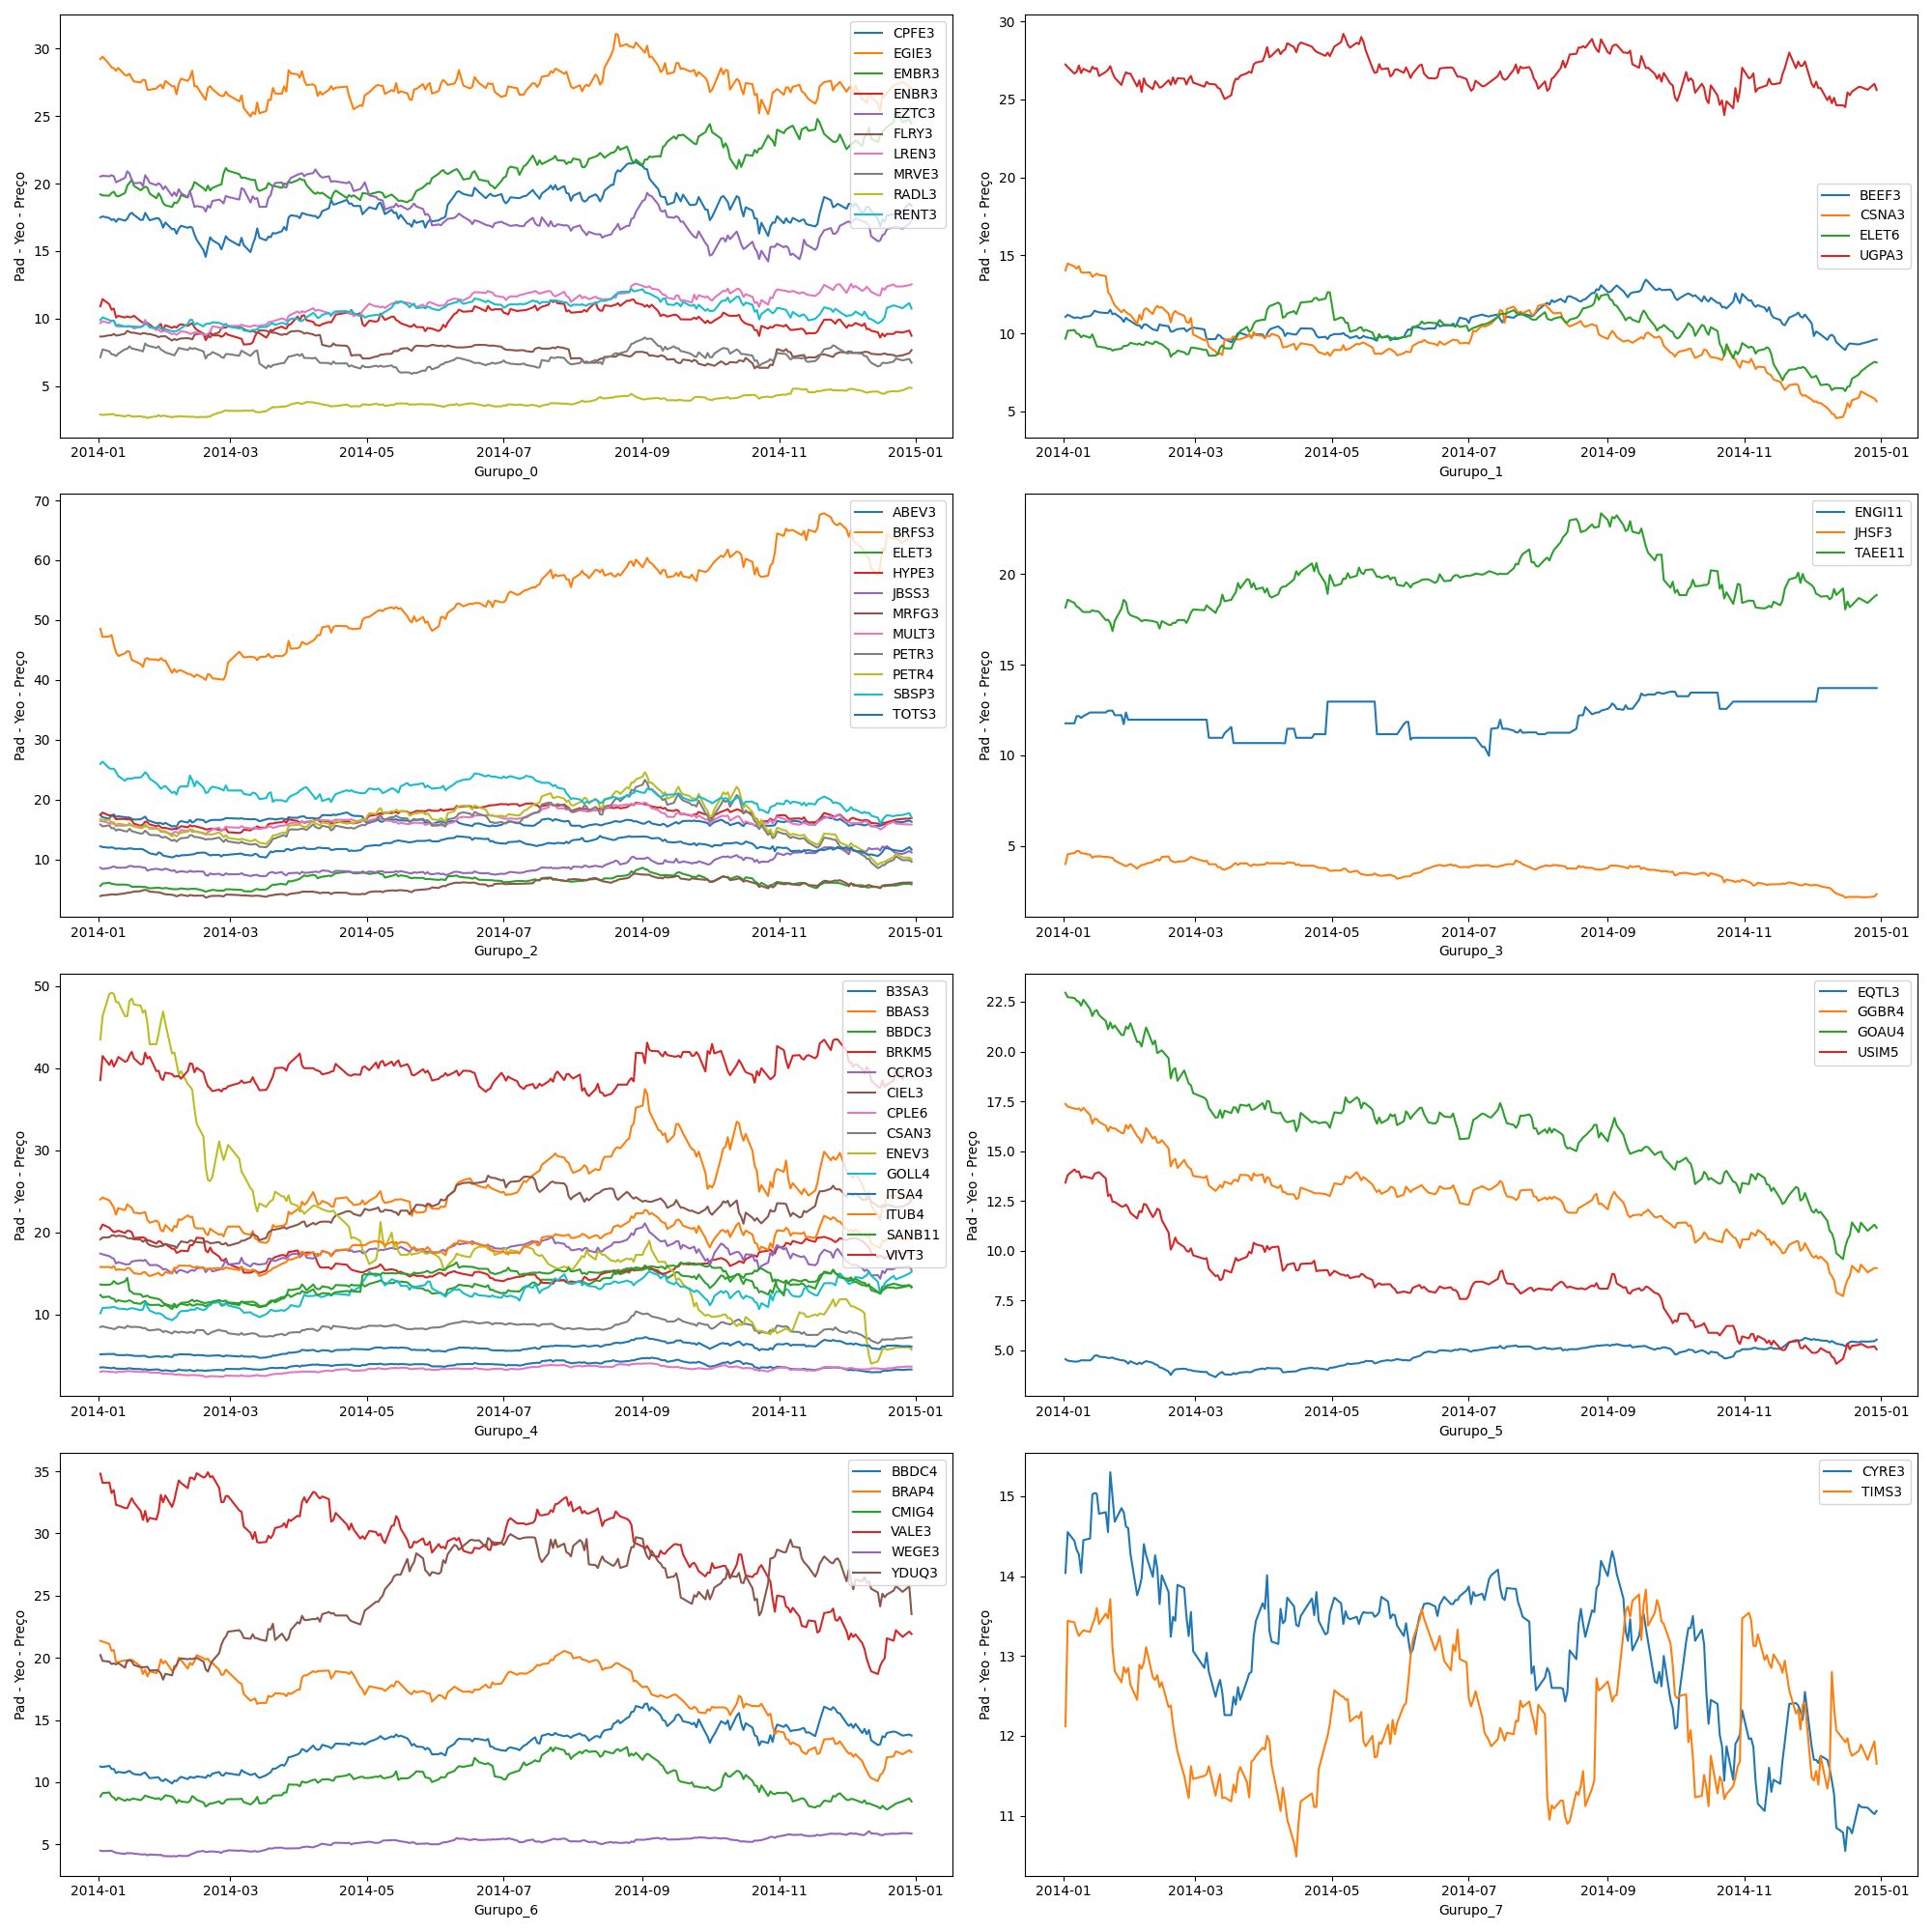 30
25
20
15
10
5
Pad - Yeo - Preço
CPFE3
EGIE3
EMBR3
ENBR3
EZTC3
FLRY3
LREN3
MRVE3
RADL3
RENT3
2014-01 2014-03 2014-05 2014-07 2014-09 2014-11 2015-01
Gurupo_0
30
25
20
15
10
5
Pad - Yeo - Preço
BEEF3
CSNA3
ELET6
UGPA3
2014-01 2014-03 2014-05 2014-07 2014-09 2014-11 2015-01
Gurupo_1
70
60
50
40
30
20
10
Pad - Yeo - Preço
ABEV3
BRFS3
ELET3
HYPE3
JBSS3
MRFG3
MULT3
PETR3
PETR4
SBSP3
TOTS3
2014-01 2014-03 2014-05 2014-07 2014-09 2014-11 2015-01
Gurupo_2
20
15
10
5
Pad - Yeo - Preço
ENGI11
JHSF3
TAEE11
2014-01 2014-03 2014-05 2014-07 2014-09 2014-11 2015-01
Gurupo_3
50
40
30
20
10
Pad - Yeo - Preço
B3SA3
BBAS3
BBDC3
BRKM5
CCRO3
CIEL3
CPLE6
CSAN3
ENEV3
GOLL4
ITSA4
ITUB4
SANB11
VIVT3
2014-01 2014-03 2014-05 2014-07 2014-09 2014-11 2015-01
Gurupo_4
22.5
20.0
17.5
15.0
12.5
10.0
7.5
5.0
Pad - Yeo - Preço
EQTL3
GGBR4
GOAU4
USIM5
2014-01 2014-03 2014-05 2014-07 2014-09 2014-11 2015-01
Gurupo_5
35
30
25
20
15
10
5
Pad - Yeo - Preço
BBDC4
BRAP4
CMIG4
VALE3
WEGE3
YDUQ3
2014-01 2014-03 2014-05 2014-07 2014-09 2014-11 2015-01
Gurupo_6
15
14
13
12
11
Pad - Yeo - Preço
CYRE3
TIMS3
2014-01 2014-03 2014-05 2014-07 2014-09 2014-11 2015-01
Gurupo_7